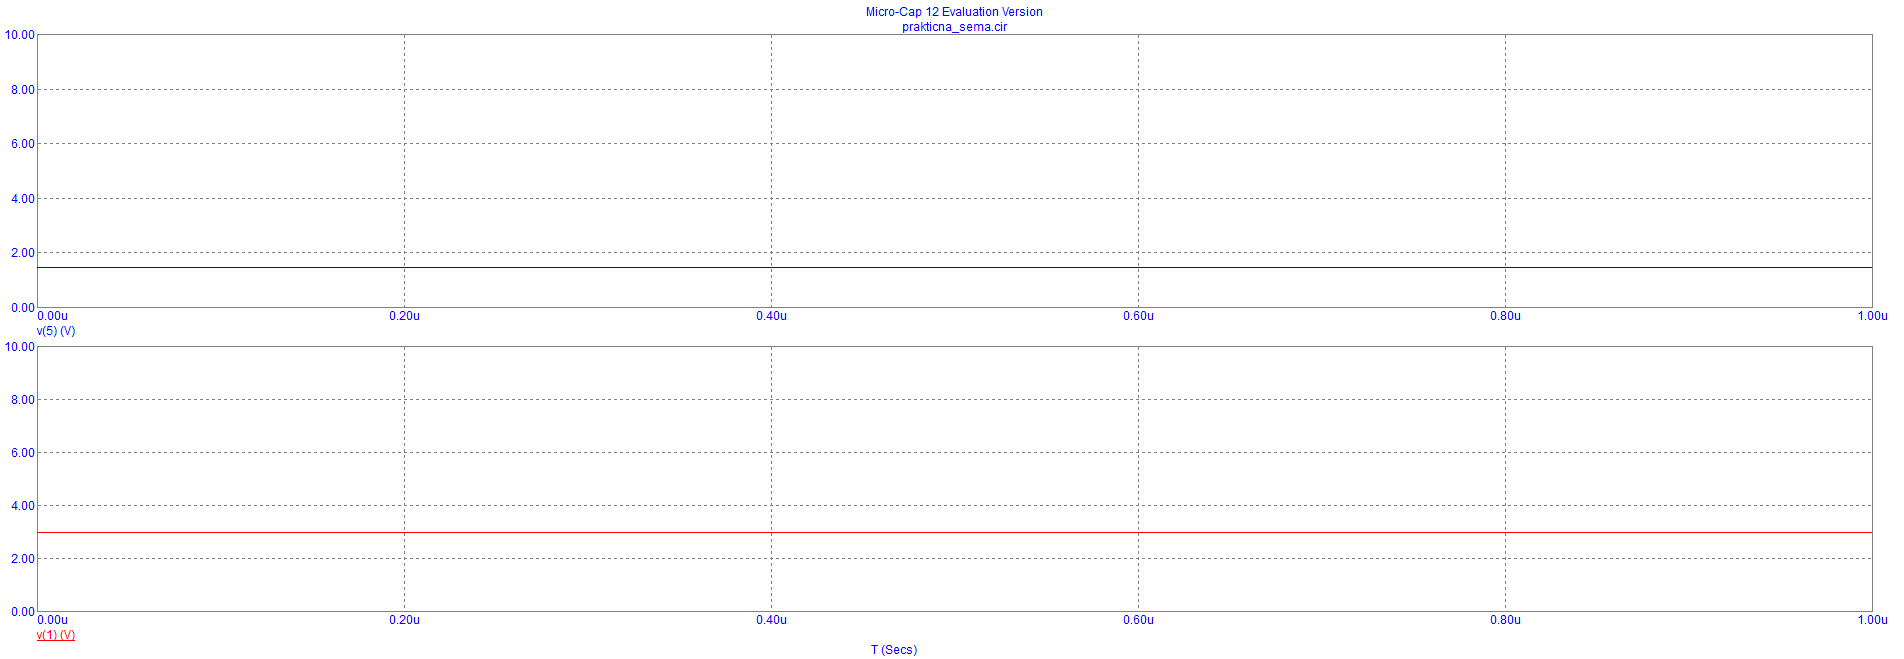 Micro-Cap 12 Evaluation Version
prakticna_sema.cir
10.00
8.00
6.00
4.00
2.00
0.00
0.00u 0.20u 0.40u 0.60u 0.80u 1.00u
v(5) (V)
10.00
8.00
6.00
4.00
2.00
0.00
0.00u 0.20u 0.40u 0.60u 0.80u 1.00u
v(1) (V)
T (Secs)